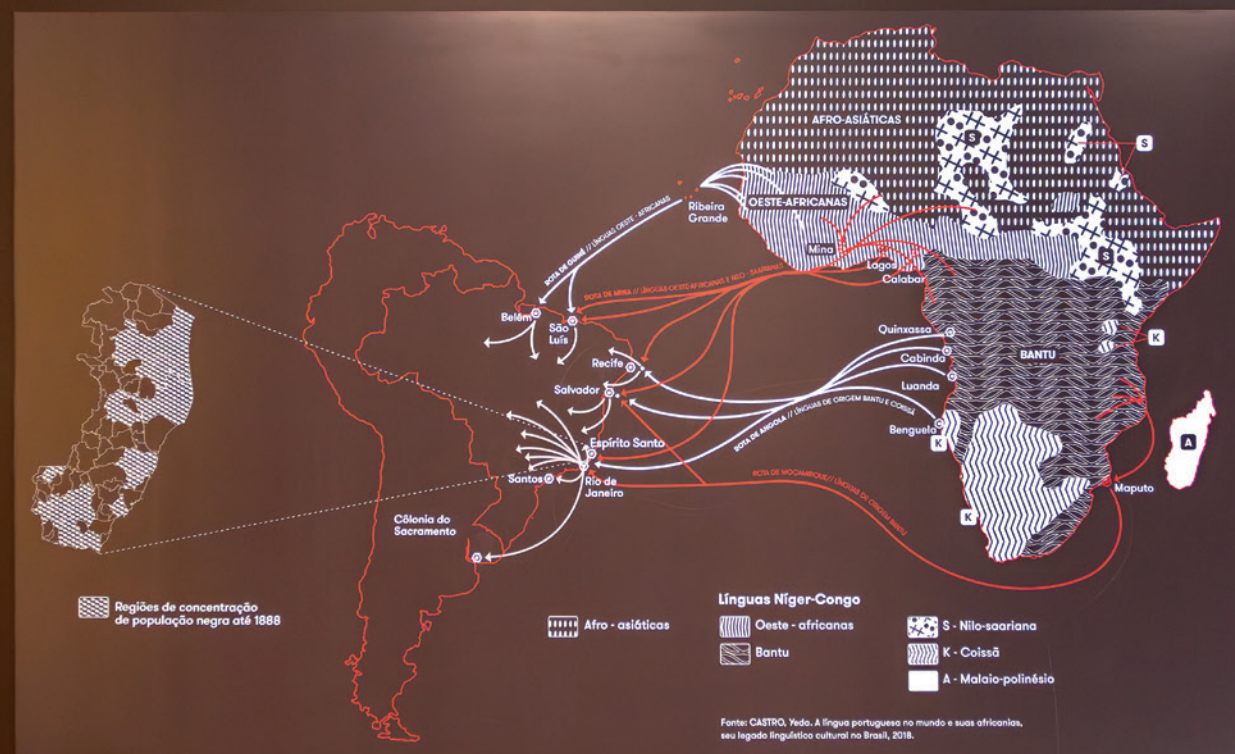 AFRO-ASIÁTICAS
S
S
OESTE-AFRICANAS
Ribeira
Grande
ROTA DE GUINÉ // LÍNGUAS OESTE - AFRICANAS
Mina
S
Lagos
Calabar
ROTA DE MINA // LÍNGUAS OESTE-AFRICANAS E NILO - SAARIANAS
Belém
São
Luís
Quinxassa
BANTU
K
Recife
Cabinda
Salvador
Luanda
ROTA DE ANGOLA // LÍNGUAS DE ORIGEM BANTU E COISSÃ
Benguela
K
A
Espírito Santo
Santos
Rio de
Janeiro
ROTA DE MOÇAMBIQUE// LÍNGUAS DE ORIGEM BANTU
Maputo
K
Côlonia do
Sacramento
Regiões de concentração
de população negra até 1888
Afro - asiáticas
Línguas Níger-Congo
Oeste - africanas
Bantu
S - Nilo-saariana
K - Coissã
A - Malaio-polinésio
Fonte: CASTRO, Yeda. A língua portuguesa no mundo e suas africanias,
seu legado linguístico cultural no Brasil, 2018.